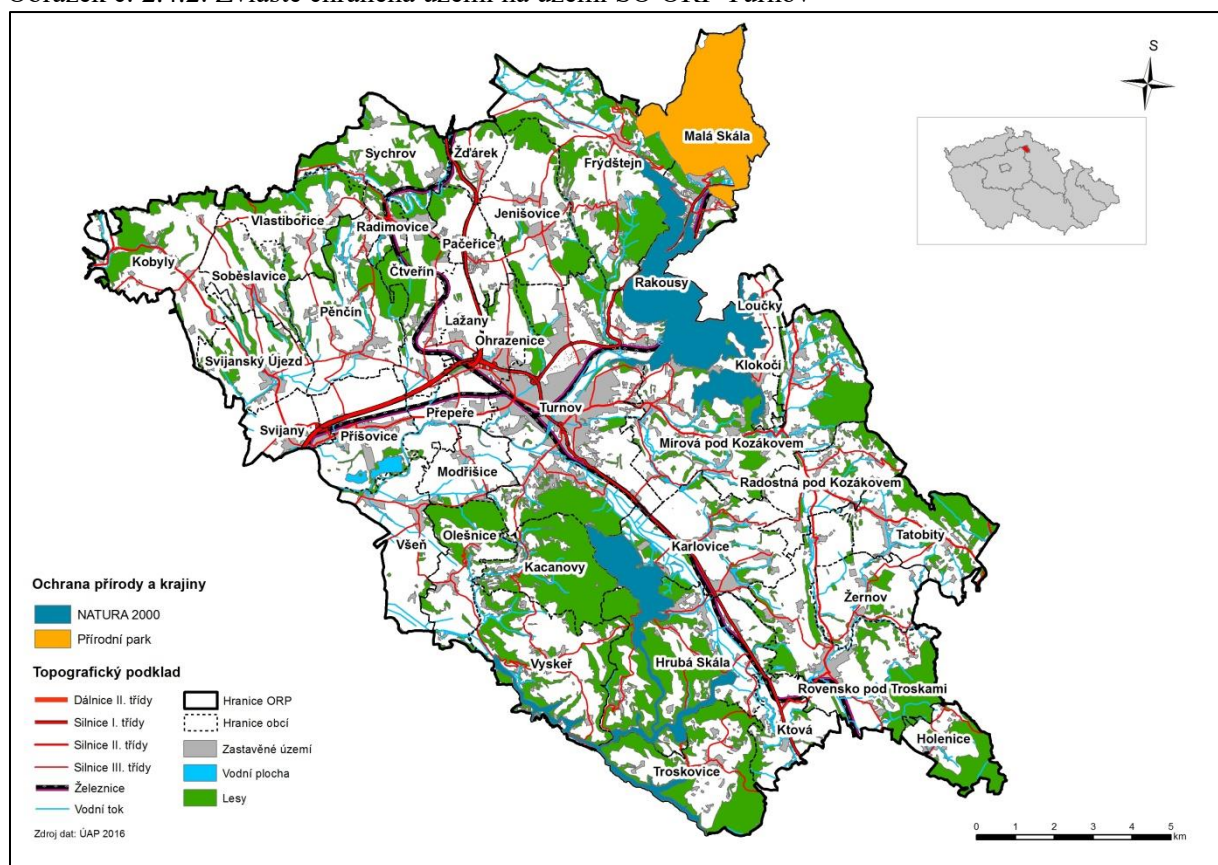 Obrázek č. 2.4.2: Zvláště chráněná území na území SO ORP Turnov
S
Malá Skála
Frýdštejn
Sychrov
Žďárek
Jenišovice
Vlastibořice
Radimovice
Pačeřice
Kobyly
Čtveřín
Soběslavice
Rakousy
Loučky
Pěnčín
Lažany
Ohrazenice
Svijanský Újezd
Klokočí
Turnov
Přepeře
Svijany
Příšovice
Mírová pod Kozákovem
Modřišice
Radostná pod Kozákovem
Olešnice
Všeň
Karlovice
Tatobity
Kacanovy
Žernov
Vyskeř
Hrubá Skála
Rovensko pod Troskami
Ktová
Holenice
Troskovice
Ochrana přírody a krajiny
NATURA 2000
Přírodní park
Topografický podklad
Dálnice II. třídy
Silnice I. třídy
Silnice II. třídy
Silnice III. třídy
Železnice
Vodní tok
Hranice ORP
Hranice obcí
Zastavěné území
Vodní plocha
Lesy
Zdroj dat: ÚAP 2016
0 1 2 3 4 5
km